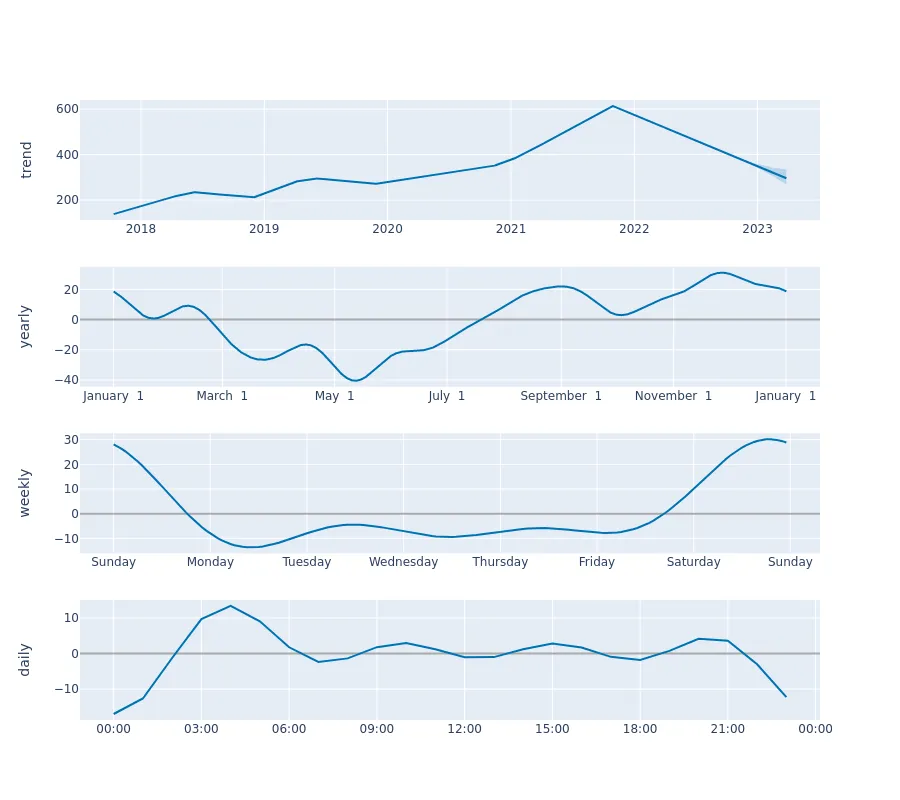 trend
600
400
200
2018 2019 2020 2021 2022 2023
yearly
20
0
−20
−40
January 1 March 1 May 1 July 1 September 1 November 1 January 1
weekly
30
20
10
0
−10
Sunday Monday Tuesday Wednesday Thursday Friday Saturday Sunday
daily
10
0
−10
00:00 03:00 06:00 09:00 12:00 15:00 18:00 21:00 00:00